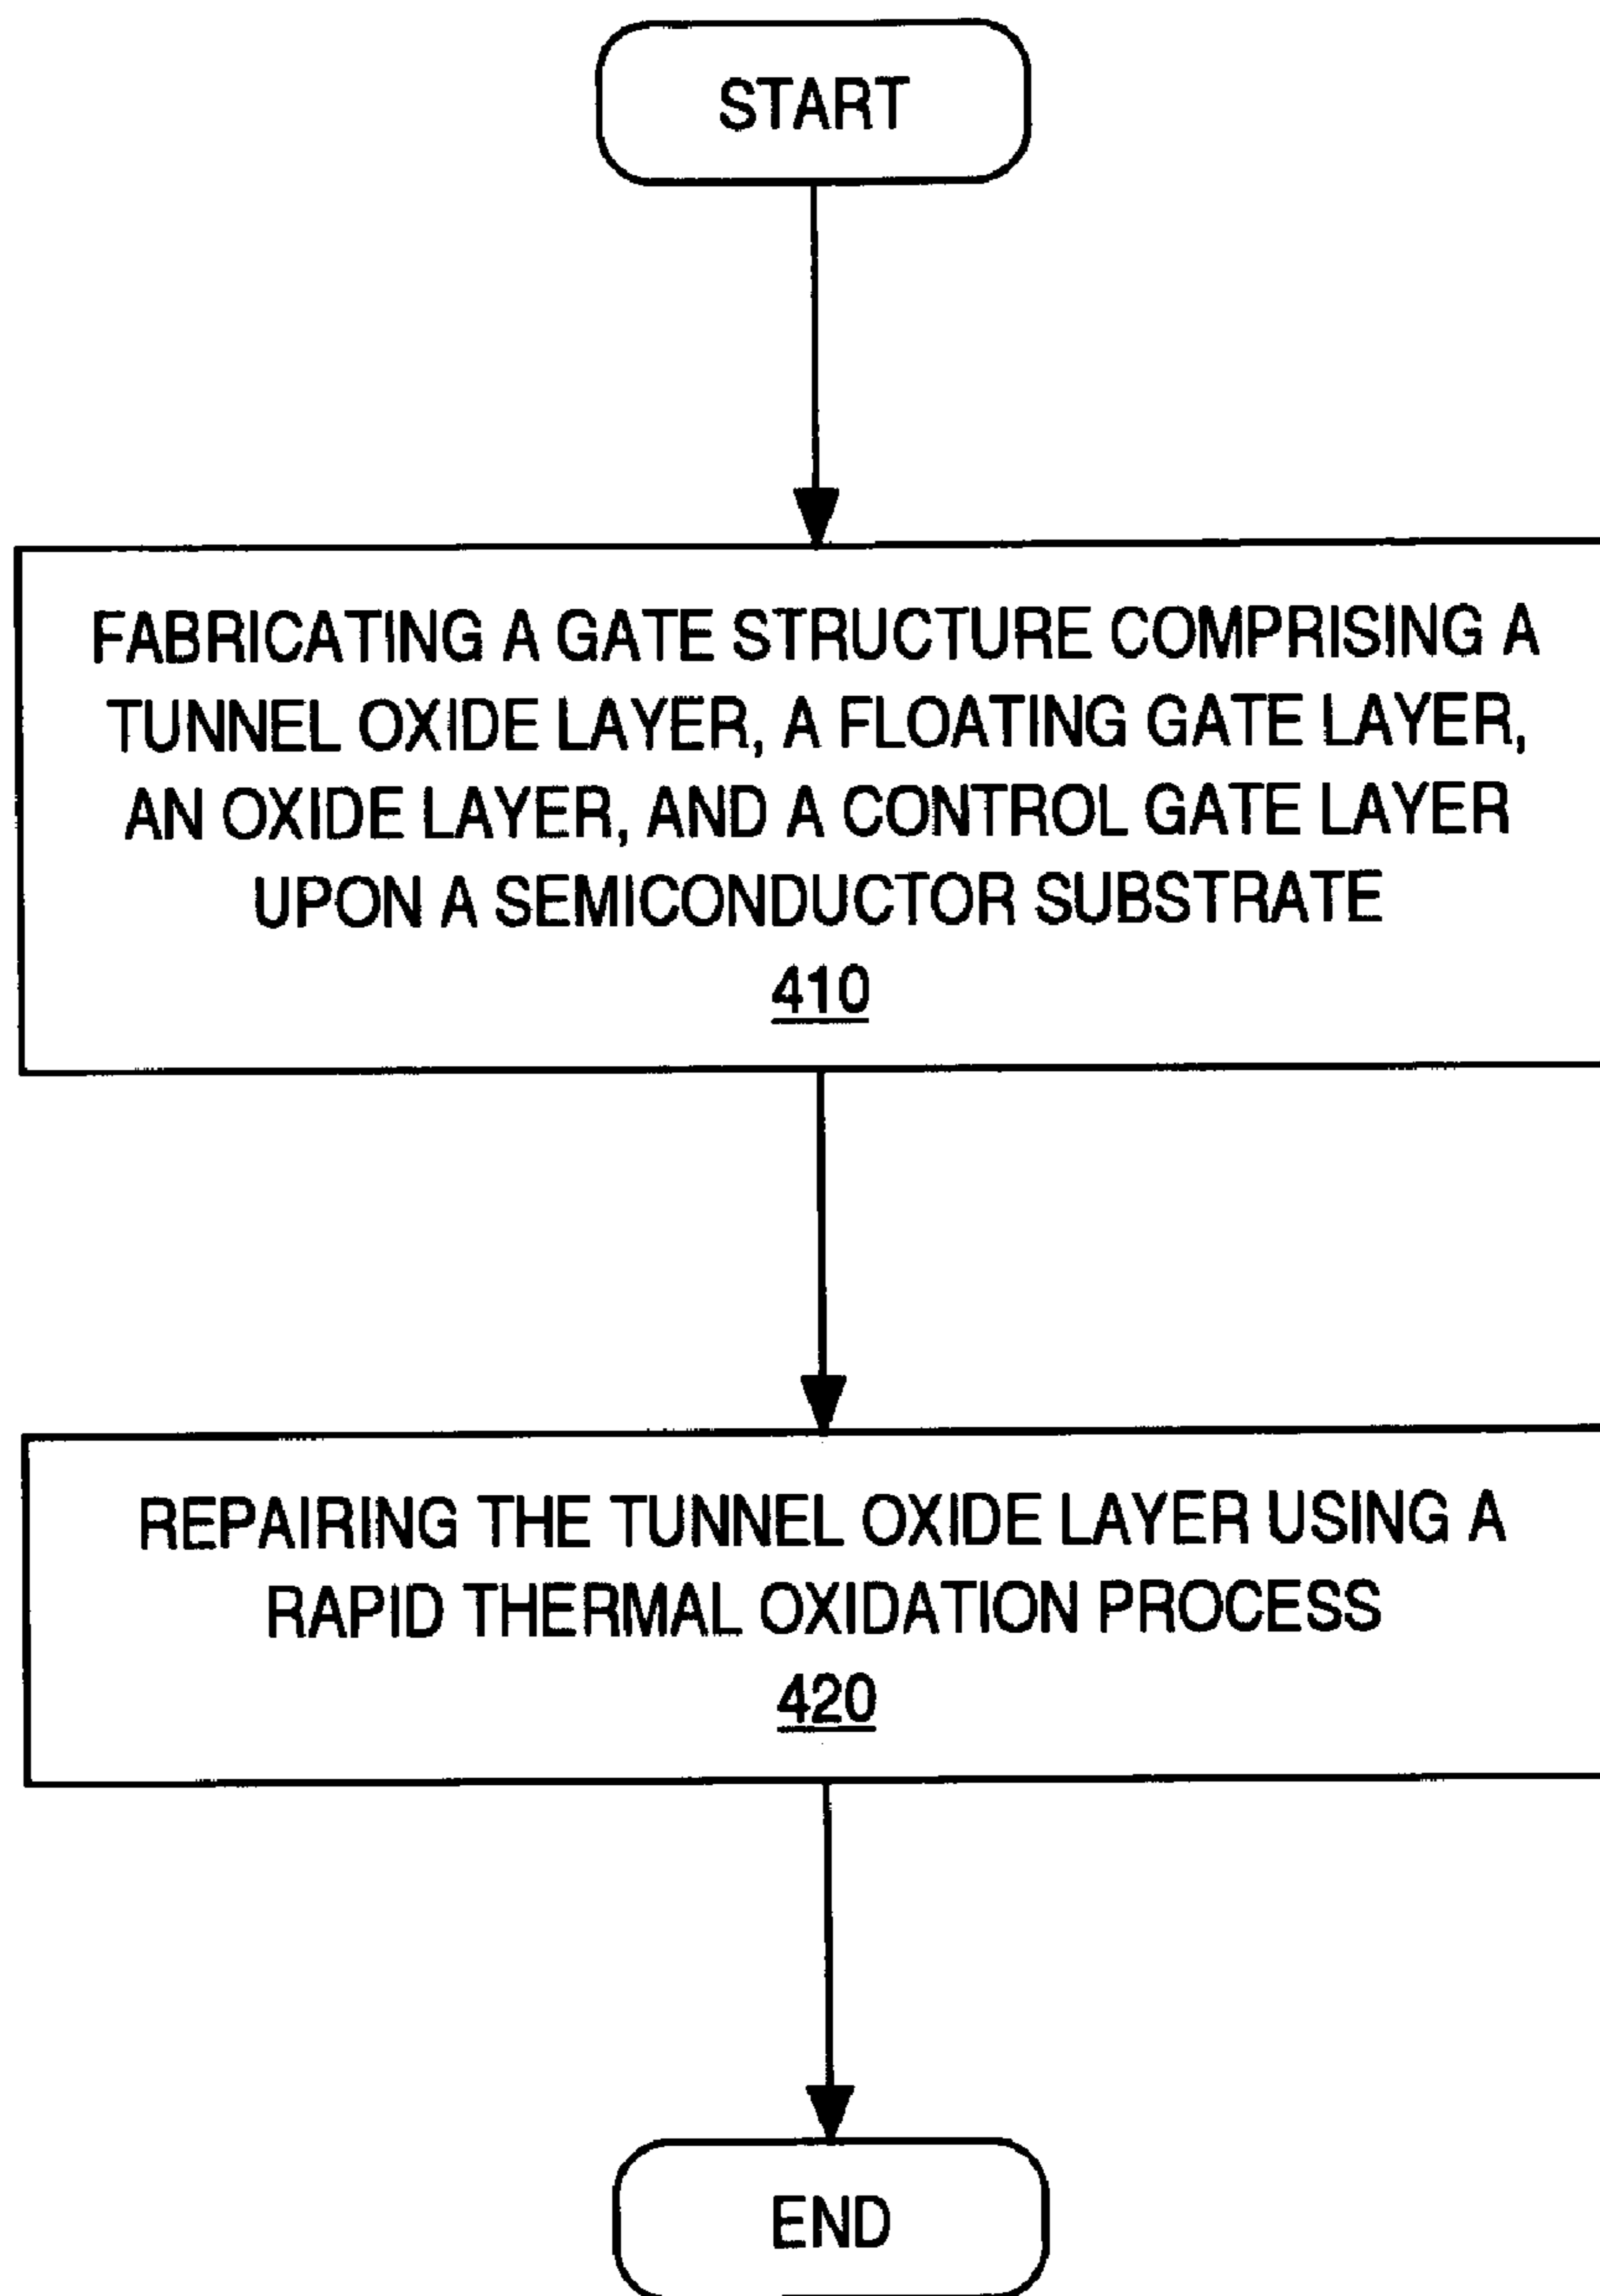 START
FABRICATING A GATE STRUCTURE COMPRISING A
TUNNEL OXIDE LAYER, A FLOATING GATE LAYER,
AN OXIDE LAYER, AND A CONTROL GATE LAYER
UPON A SEMICONDUCTOR SUBSTRATE
410
REPAIRING THE TUNNEL OXIDE LAYER USING A
RAPID THERMAL OXIDATION PROCESS
420
END